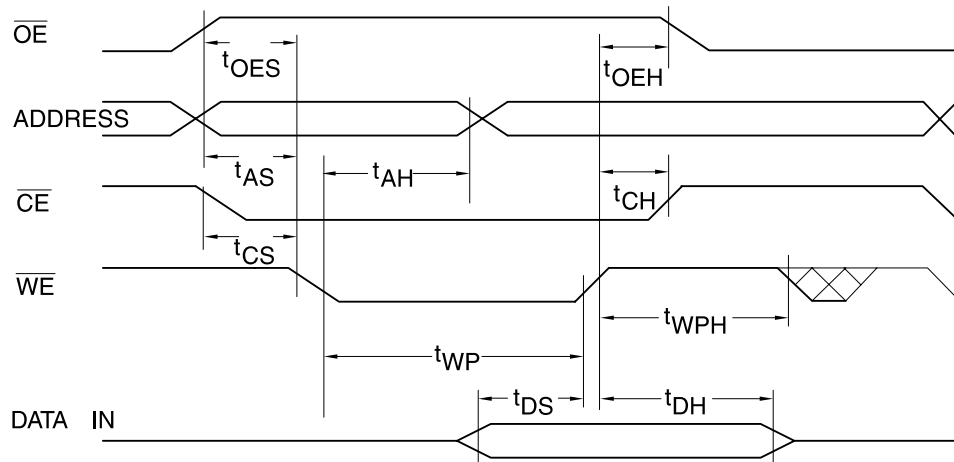 OE
tOES
tOEH
ADDRESS
tAS
tAH
tCH
CE
tCS
WE
tWPH
tWP
tDS
tDH
DATA IN